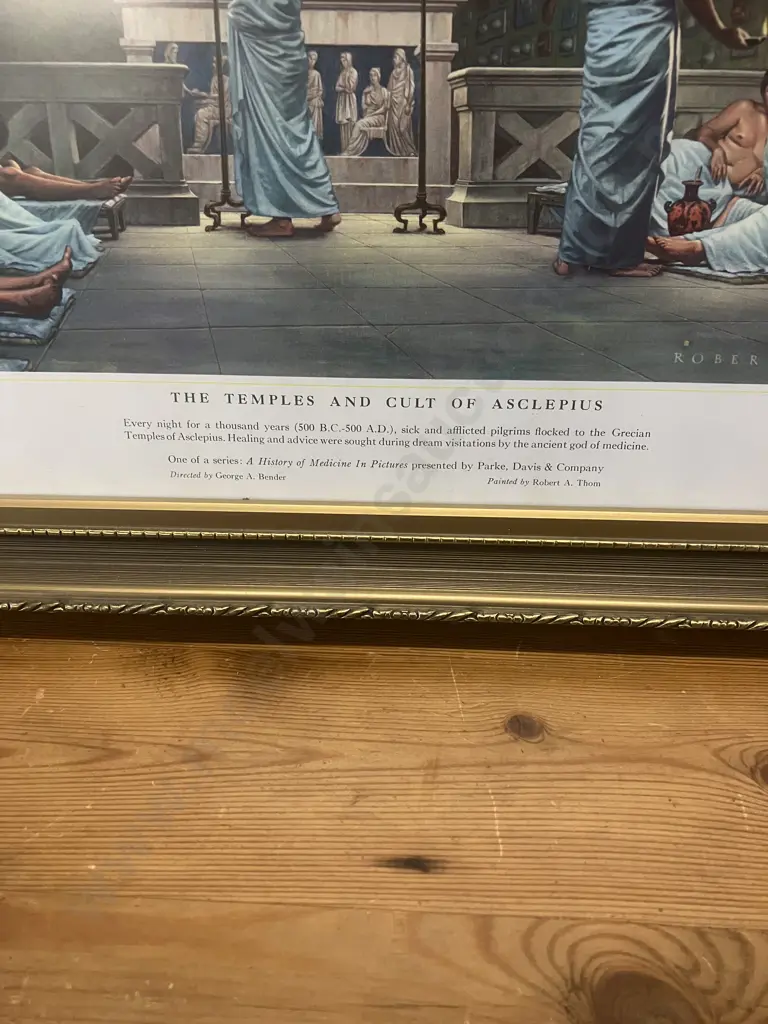 ROBER
THE TEMPLES AND CULT OF ASCLEPIUS
Every night for a thousand years (500 B.C.-500 A.D.), sick and afflicted pilgrims flocked to the Grecian
Temples of Asclepius. Healing and advice were sought during dream visitations by the ancient god of medicine.
One of a series: A History of Medicine In Pictures presented by Parke, Davis & Company
Directed by George A. Bender
Painted by Robert A. Thom